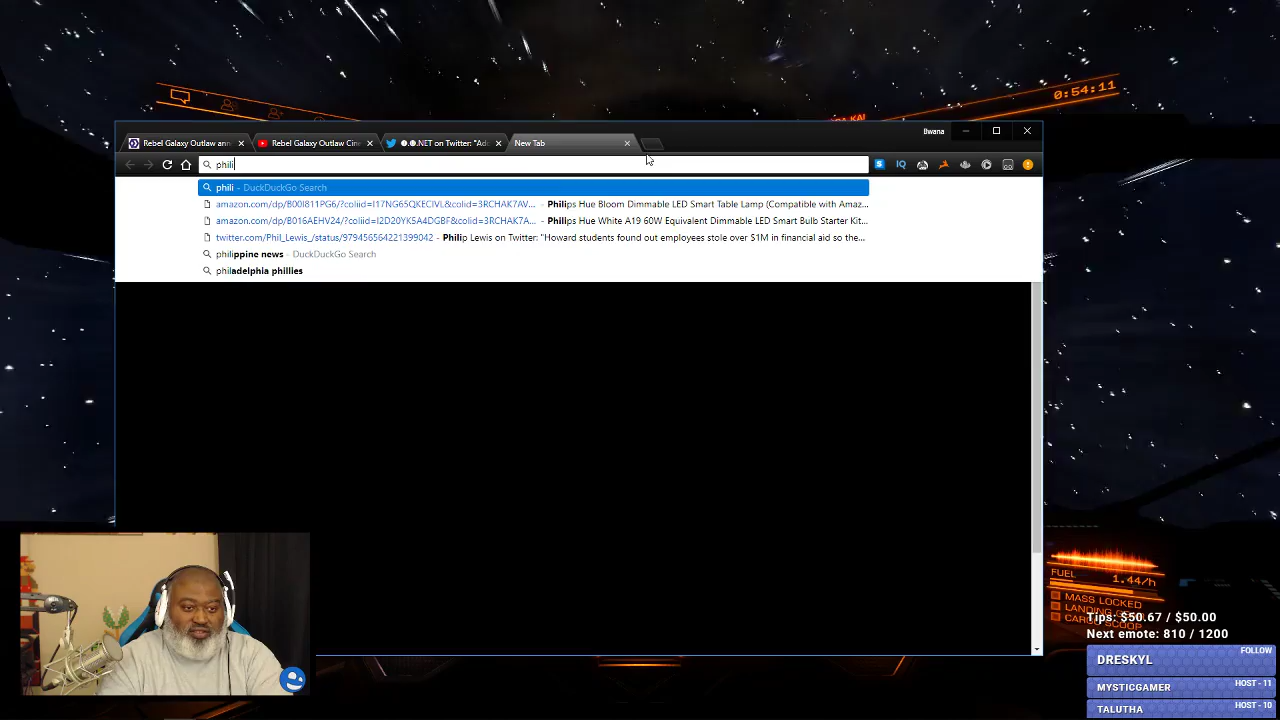 0:54:11
Bwana
Rebel Galaxy Outlaw ann
Rebel Galaxy Outlaw Cine
●.●.NET on Twitter: "Ad
New Tab
phili
phili - DuckDuckGo Search
amazon.com/dp/B00I811PG6/?coliid=I17NG65QKECIVL&colid=3RCHAK7AV... - Philips Hue Bloom Dimmable LED Smart Table Lamp (Compatible with Amaz...
amazon.com/dp/B016AEHV24/?coliid=I2D20YK5A4DGBF&colid=3RCHAK7A... - Philips Hue White A19 60W Equivalent Dimmable LED Smart Bulb Starter Kit...
twitter.com/Phil_Lewis_/status/979456564221399042 - Philip Lewis on Twitter: "Howard students found out employees stole over $1M in financial aid so the...
philippine news - DuckDuckGo Search
philadelphia phillies
FUEL 1.44/h
MASS LOCKED
LANDING
CARGO SCOOP
Tips: $50.67 / $50.00
Next emote: 810 / 1200
FOLLOW
DRESKYL
HOST - 11
MYSTICGAMER
HOST - 10
TALUTHA